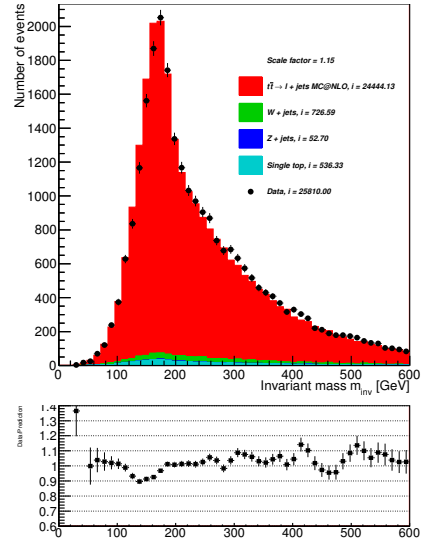 Number of events
2000
1800
1600
1400
1200
1000
800
600
400
200
0
Scale factor = 1.15
tt̄ → l + jets MC@NLO, i = 24444.13
W + jets, i = 726.59
Z + jets, i = 52.70
Single top, i = 536.33
Data, i = 25810.00
0 100 200 300 400 500 600
Invariant mass m_inv [GeV]
Data/Prediction
1.4
1.3
1.2
1.1
1
0.9
0.8
0.7
0.6
0 100 200 300 400 500 600